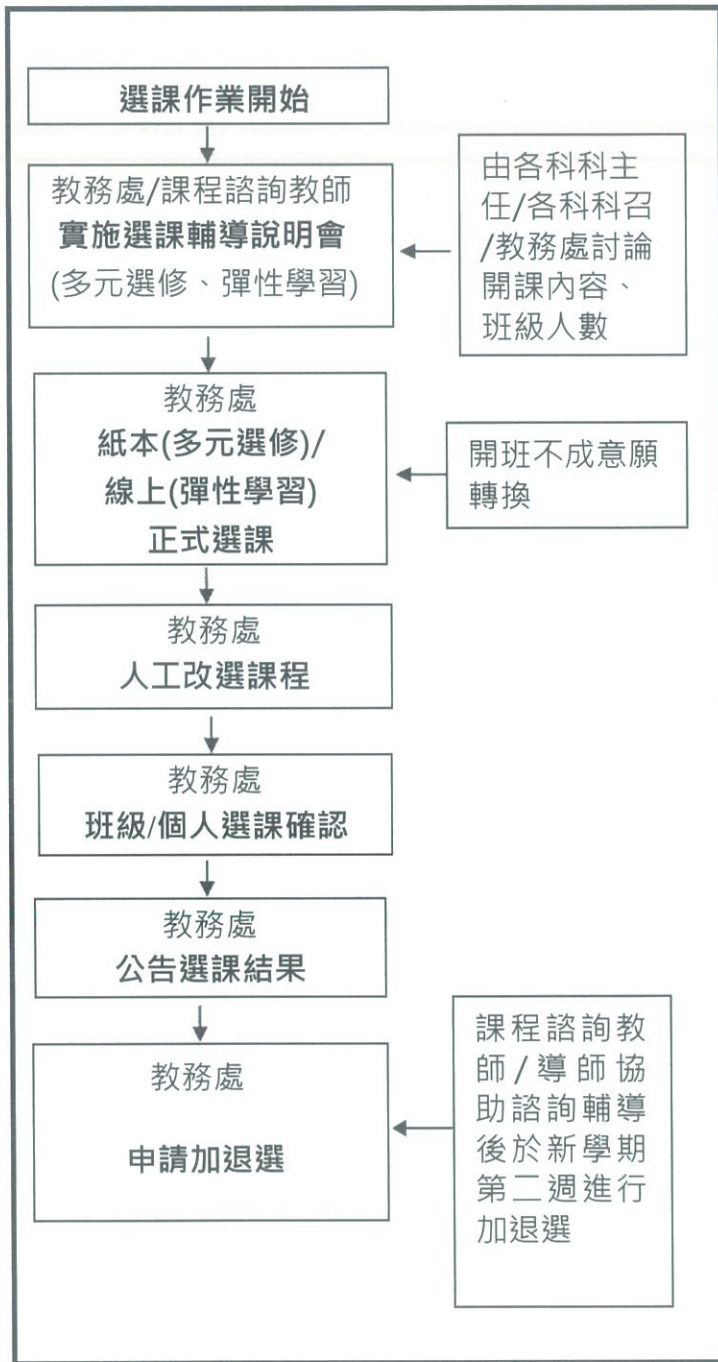 選課作業開始
教務處/課程諮詢教師
實施選課輔導說明會
(多元選修、彈性學習)
由各科科主
任/各科科召
/教務處討論
開課內容、
班級人數
教務處
紙本(多元選修)/
線上(彈性學習)
正式選課
開班不成意願
轉換
教務處
人工改選課程
教務處
班級/個人選課確認
教務處
公告選課結果
教務處
申請加退選
課程諮詢教
師/導師協
助諮詢輔導
後於新學期
第二週進行
加退選